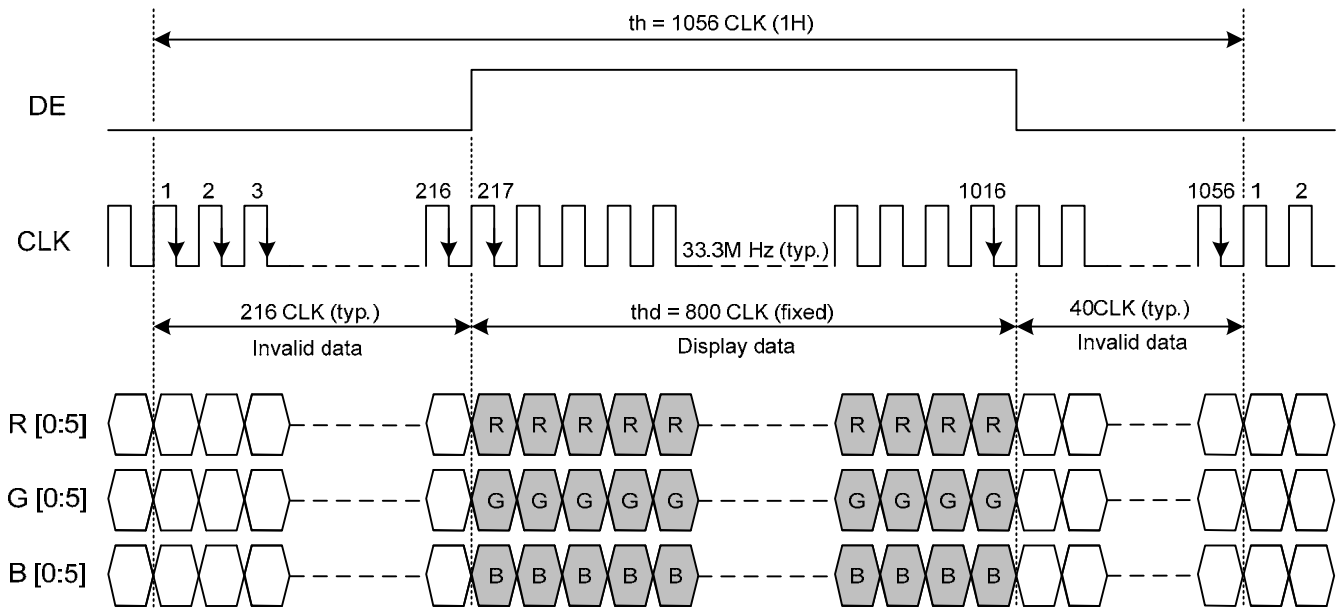 th = 1056 CLK (1H)
DE
1 2 3 216 217 1016 1056 1 2
CLK
33.3M Hz (typ.)
216 CLK (typ.) thd = 800 CLK (fixed) 40CLK (typ.)
Invalid data Display data Invalid data
R [0:5] R R R R R R R R R
G [0:5] G G G G G G G G G
B [0:5] B B B B B B B B B